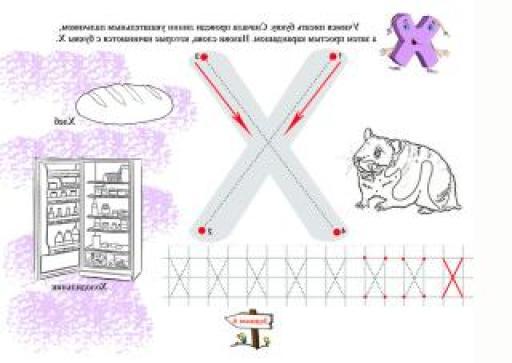 Учимся писать букву. Сначала проведи линии указательным пальчиком,
а затем простым карандашом. Назови слова, которые начинаются с буквы Х.
Х
1 3
Хлеб
4 2
Х Х Х Х Х Х Х Х
Холодильник
Задание